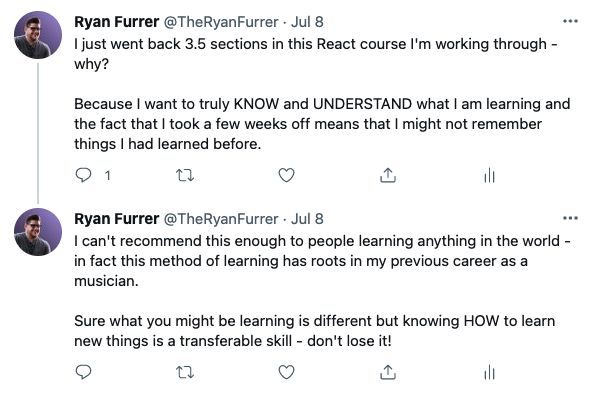 Ryan Furrer @TheRyanFurrer · Jul 8
I just went back 3.5 sections in this React course I'm working through -
why?
Because I want to truly KNOW and UNDERSTAND what I am learning and
the fact that I took a few weeks off means that I might not remember
things I had learned before.
1
Ryan Furrer @TheRyanFurrer · Jul 8
I can't recommend this enough to people learning anything in the world -
in fact this method of learning has roots in my previous career as a
musician.
Sure what you might be learning is different but knowing HOW to learn
new things is a transferable skill - don't lose it!